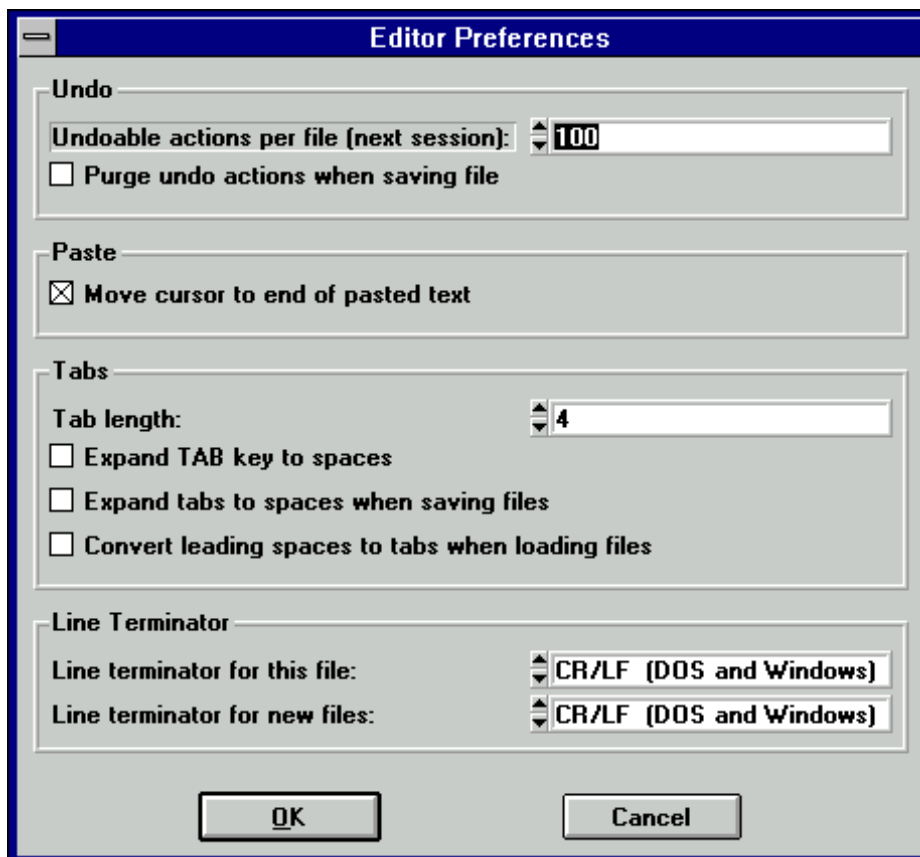 Editor Preferences
Undo
Undoable actions per file (next session): 100
Purge undo actions when saving file
Paste
Move cursor to end of pasted text
Tabs
Tab length: 4
Expand TAB key to spaces
Expand tabs to spaces when saving files
Convert leading spaces to tabs when loading files
Line Terminator
Line terminator for this file: CR/LF (DOS and Windows)
Line terminator for new files: CR/LF (DOS and Windows)
OK Cancel